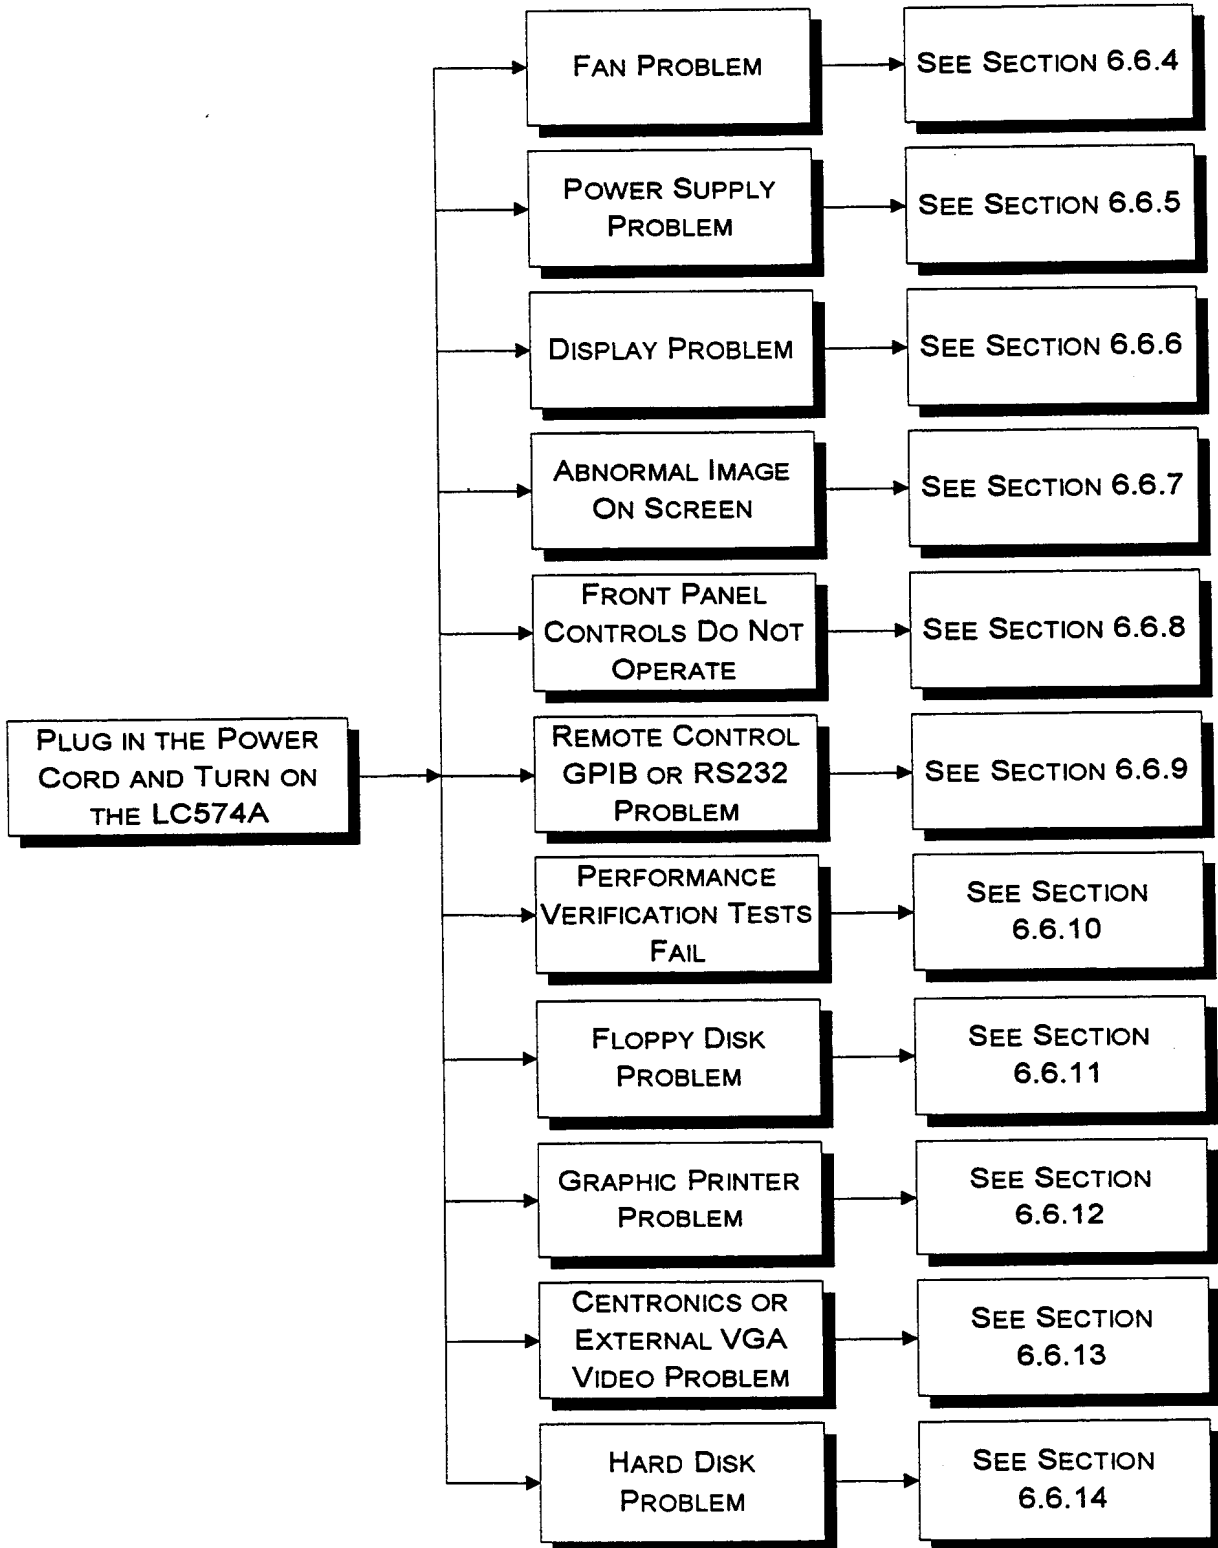 FAN PROBLEM
SEE SECTION 6.6.4
POWER SUPPLY
PROBLEM
SEE SECTION 6.6.5
DISPLAY PROBLEM
SEE SECTION 6.6.6
ABNORMAL IMAGE
ON SCREEN
SEE SECTION 6.6.7
FRONT PANEL
CONTROLS DO NOT
OPERATE
SEE SECTION 6.6.8
PLUG IN THE POWER
CORD AND TURN ON
THE LC574A
REMOTE CONTROL
GPIB OR RS232
PROBLEM
SEE SECTION 6.6.9
PERFORMANCE
VERIFICATION TESTS
FAIL
SEE SECTION
6.6.10
FLOPPY DISK
PROBLEM
SEE SECTION
6.6.11
GRAPHIC PRINTER
PROBLEM
SEE SECTION
6.6.12
CENTRONICS OR
EXTERNAL VGA
VIDEO PROBLEM
SEE SECTION
6.6.13
HARD DISK
PROBLEM
SEE SECTION
6.6.14